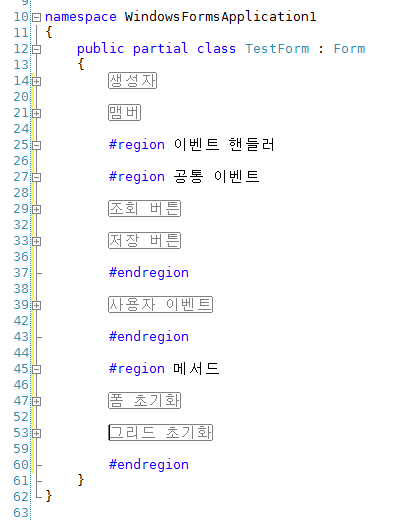 9
10 namespace WindowsFormsApplication1
11 {
12 public partial class TestForm : Form
13 {
14 생성자
20
21 맴버
24
25 #region 이벤트 핸들러
26
27 #region 공통 이벤트
28
29 조회 버튼
32
33 저장 버튼
36
37 #endregion
38
39 사용자 이벤트
42
43 #endregion
44
45 #region 메서드
46
47 폼 초기화
52
53 그리드 초기화
59
60 #endregion
61 }
62 }
63